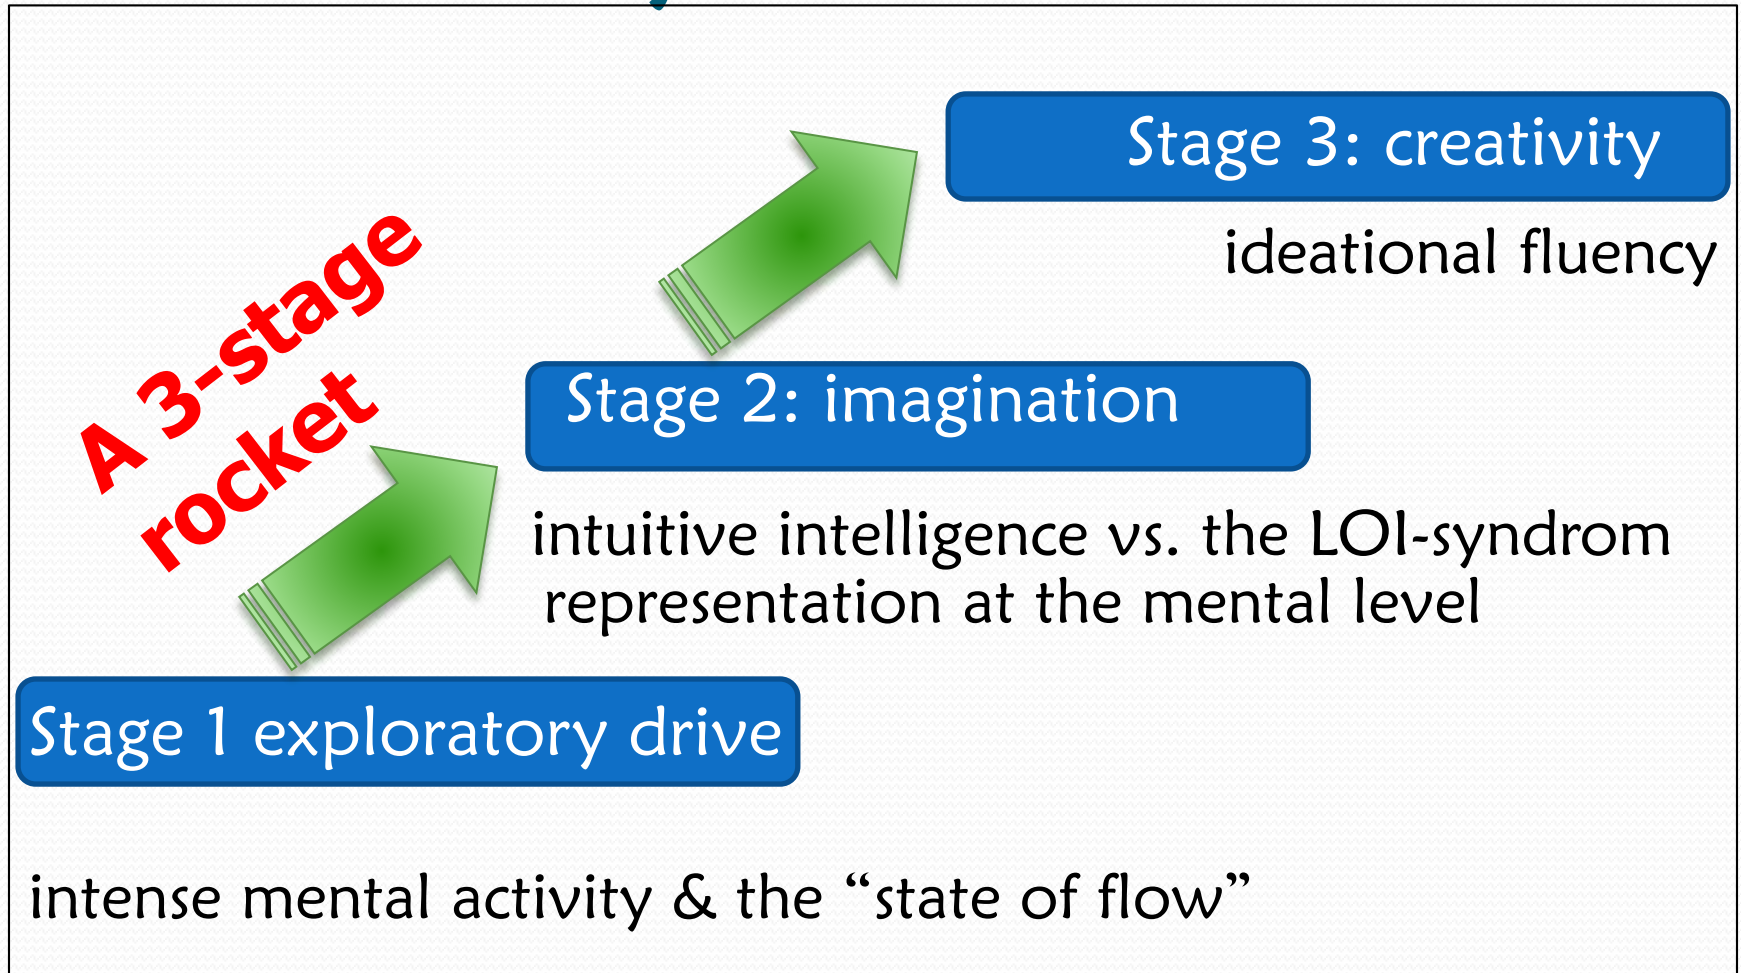 Stage 3: creativity
ideational fluency
A 3-stage
rocket
Stage 2: imagination
intuitive intelligence vs. the LOI-syndrom
representation at the mental level
Stage 1 exploratory drive
intense mental activity & the “state of flow”